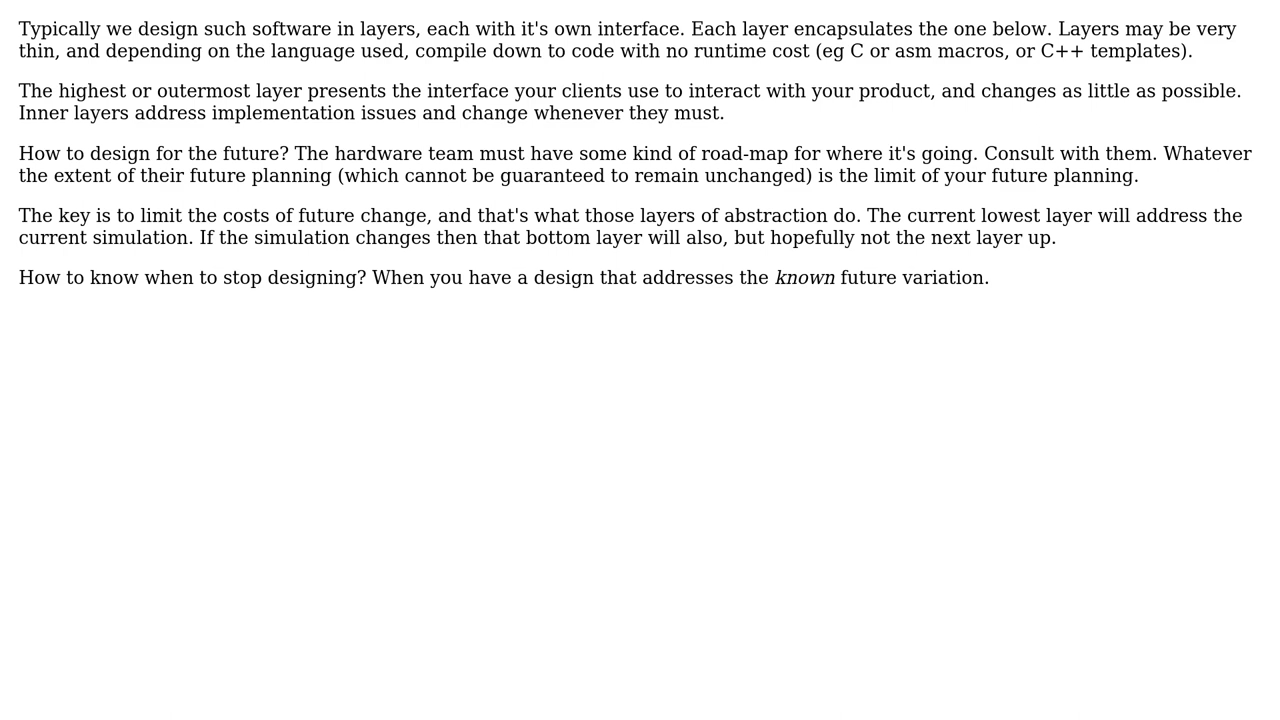 Typically we design such software in layers, each with it's own interface. Each layer encapsulates the one below. Layers may be very
thin, and depending on the language used, compile down to code with no runtime cost (eg C or asm macros, or C++ templates).
The highest or outermost layer presents the interface your clients use to interact with your product, and changes as little as possible.
Inner layers address implementation issues and change whenever they must.
How to design for the future? The hardware team must have some kind of road-map for where it's going. Consult with them. Whatever
the extent of their future planning (which cannot be guaranteed to remain unchanged) is the limit of your future planning.
The key is to limit the costs of future change, and that's what those layers of abstraction do. The current lowest layer will address the
current simulation. If the simulation changes then that bottom layer will also, but hopefully not the next layer up.
How to know when to stop designing? When you have a design that addresses the known future variation.